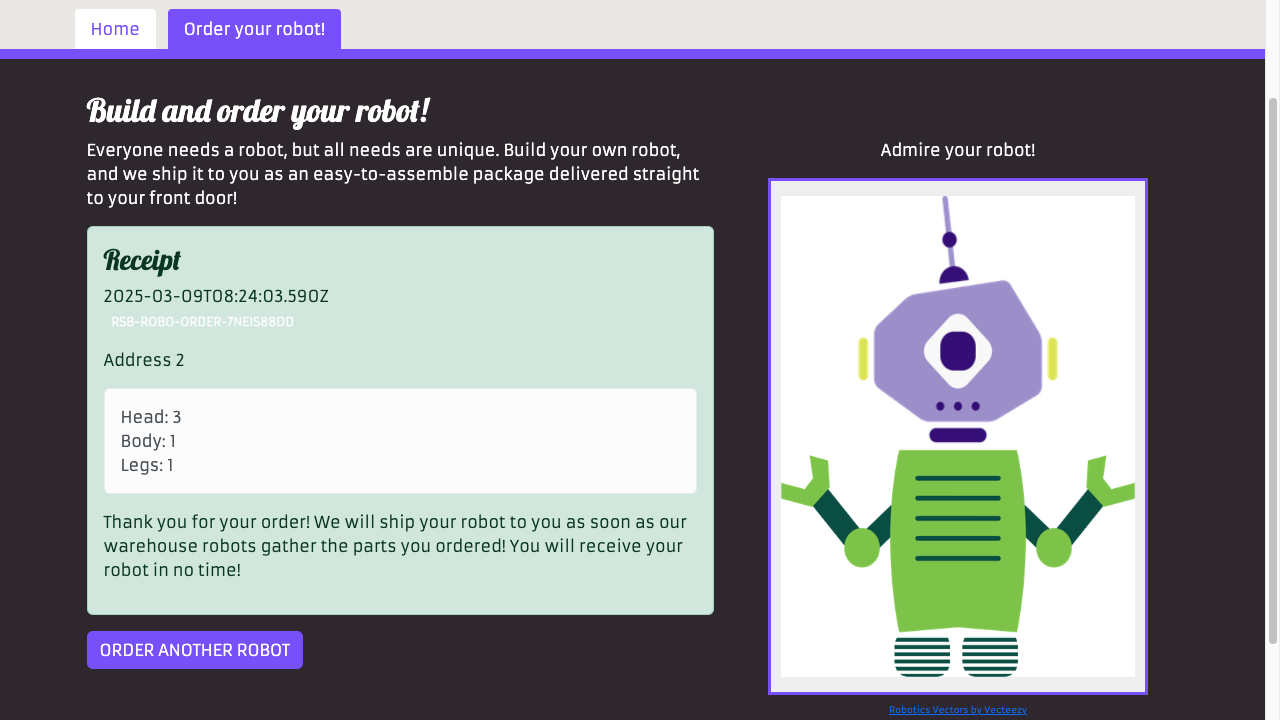 Home
Order your robot!
Build and order your robot!
Everyone needs a robot, but all needs are unique. Build your own robot,
and we ship it to you as an easy-to-assemble package delivered straight
to your front door!
Receipt
2025-03-09T08:24:03.590Z
RSB-ROBO-ORDER-7NEIS88DD
Address 2
Head: 3
Body: 1
Legs: 1
Thank you for your order! We will ship your robot to you as soon as our
warehouse robots gather the parts you ordered! You will receive your
robot in no time!
ORDER ANOTHER ROBOT
Admire your robot!
Robotics Vectors by Vecteezy